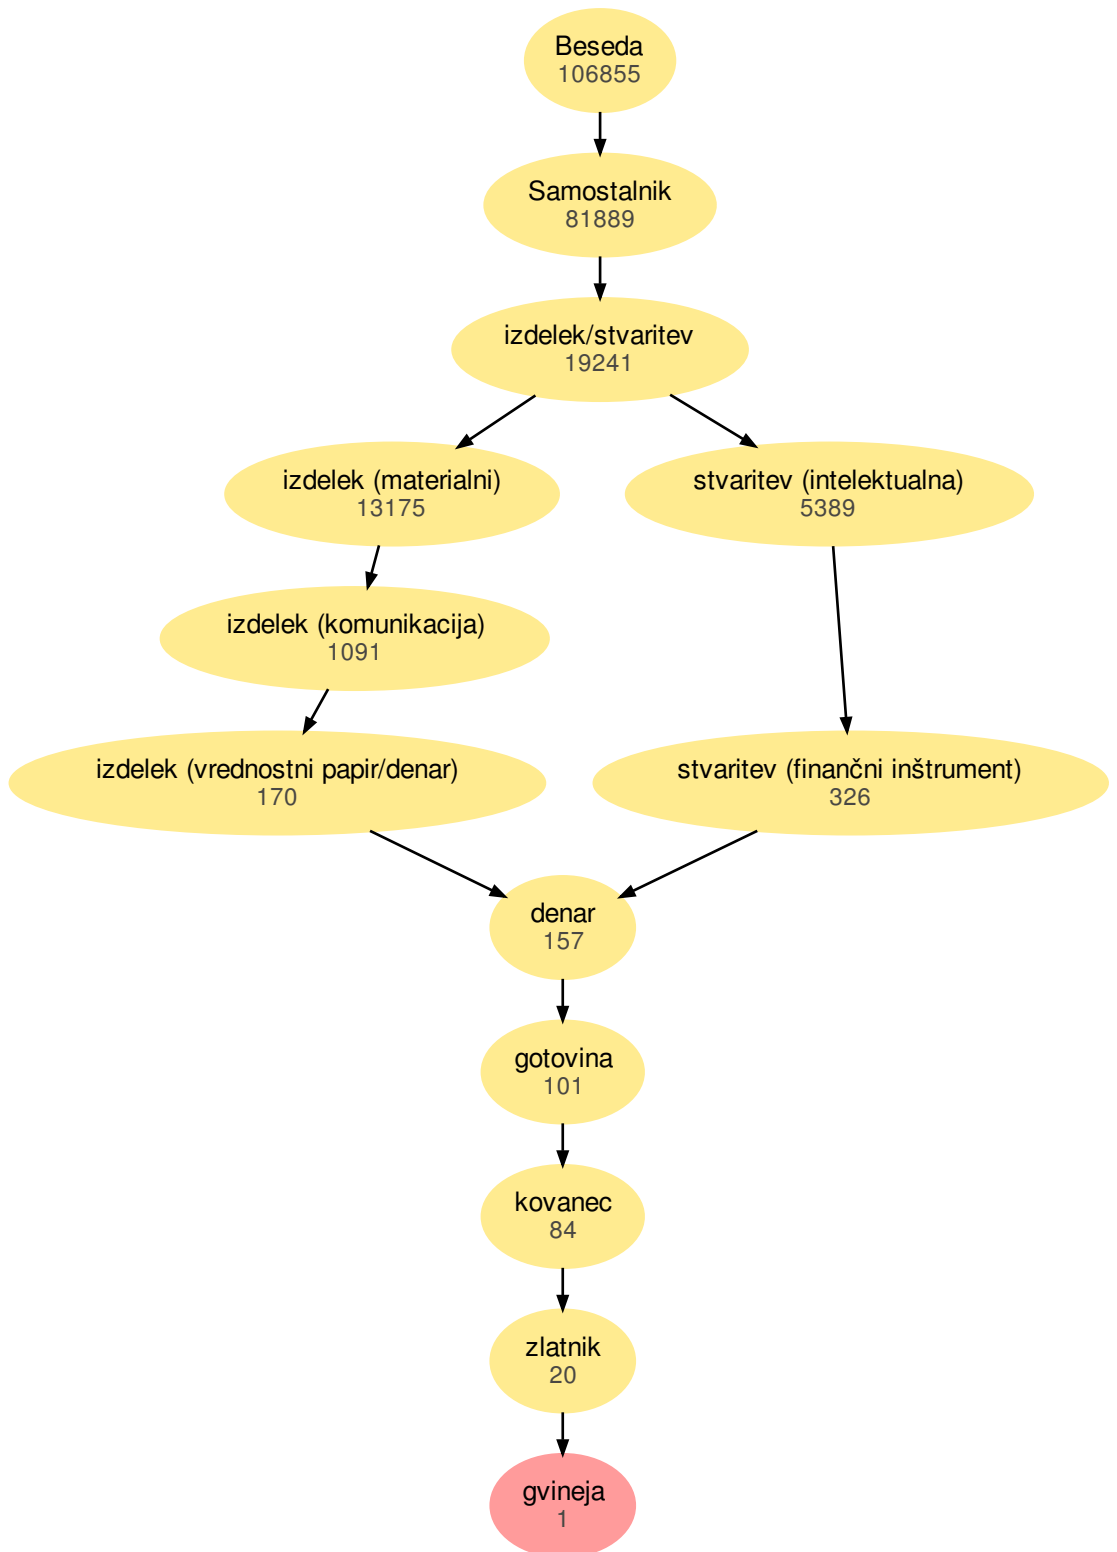 Beseda
106855
Samostalnik
81889
izdelek/stvaritev
19241
izdelek (materialni)
13175
stvaritev (intelektualna)
5389
izdelek (komunikacija)
1091
izdelek (vrednostni papir/denar)
170
stvaritev (finančni inštrument)
326
denar
157
gotovina
101
kovanec
84
zlatnik
20
gvineja
1